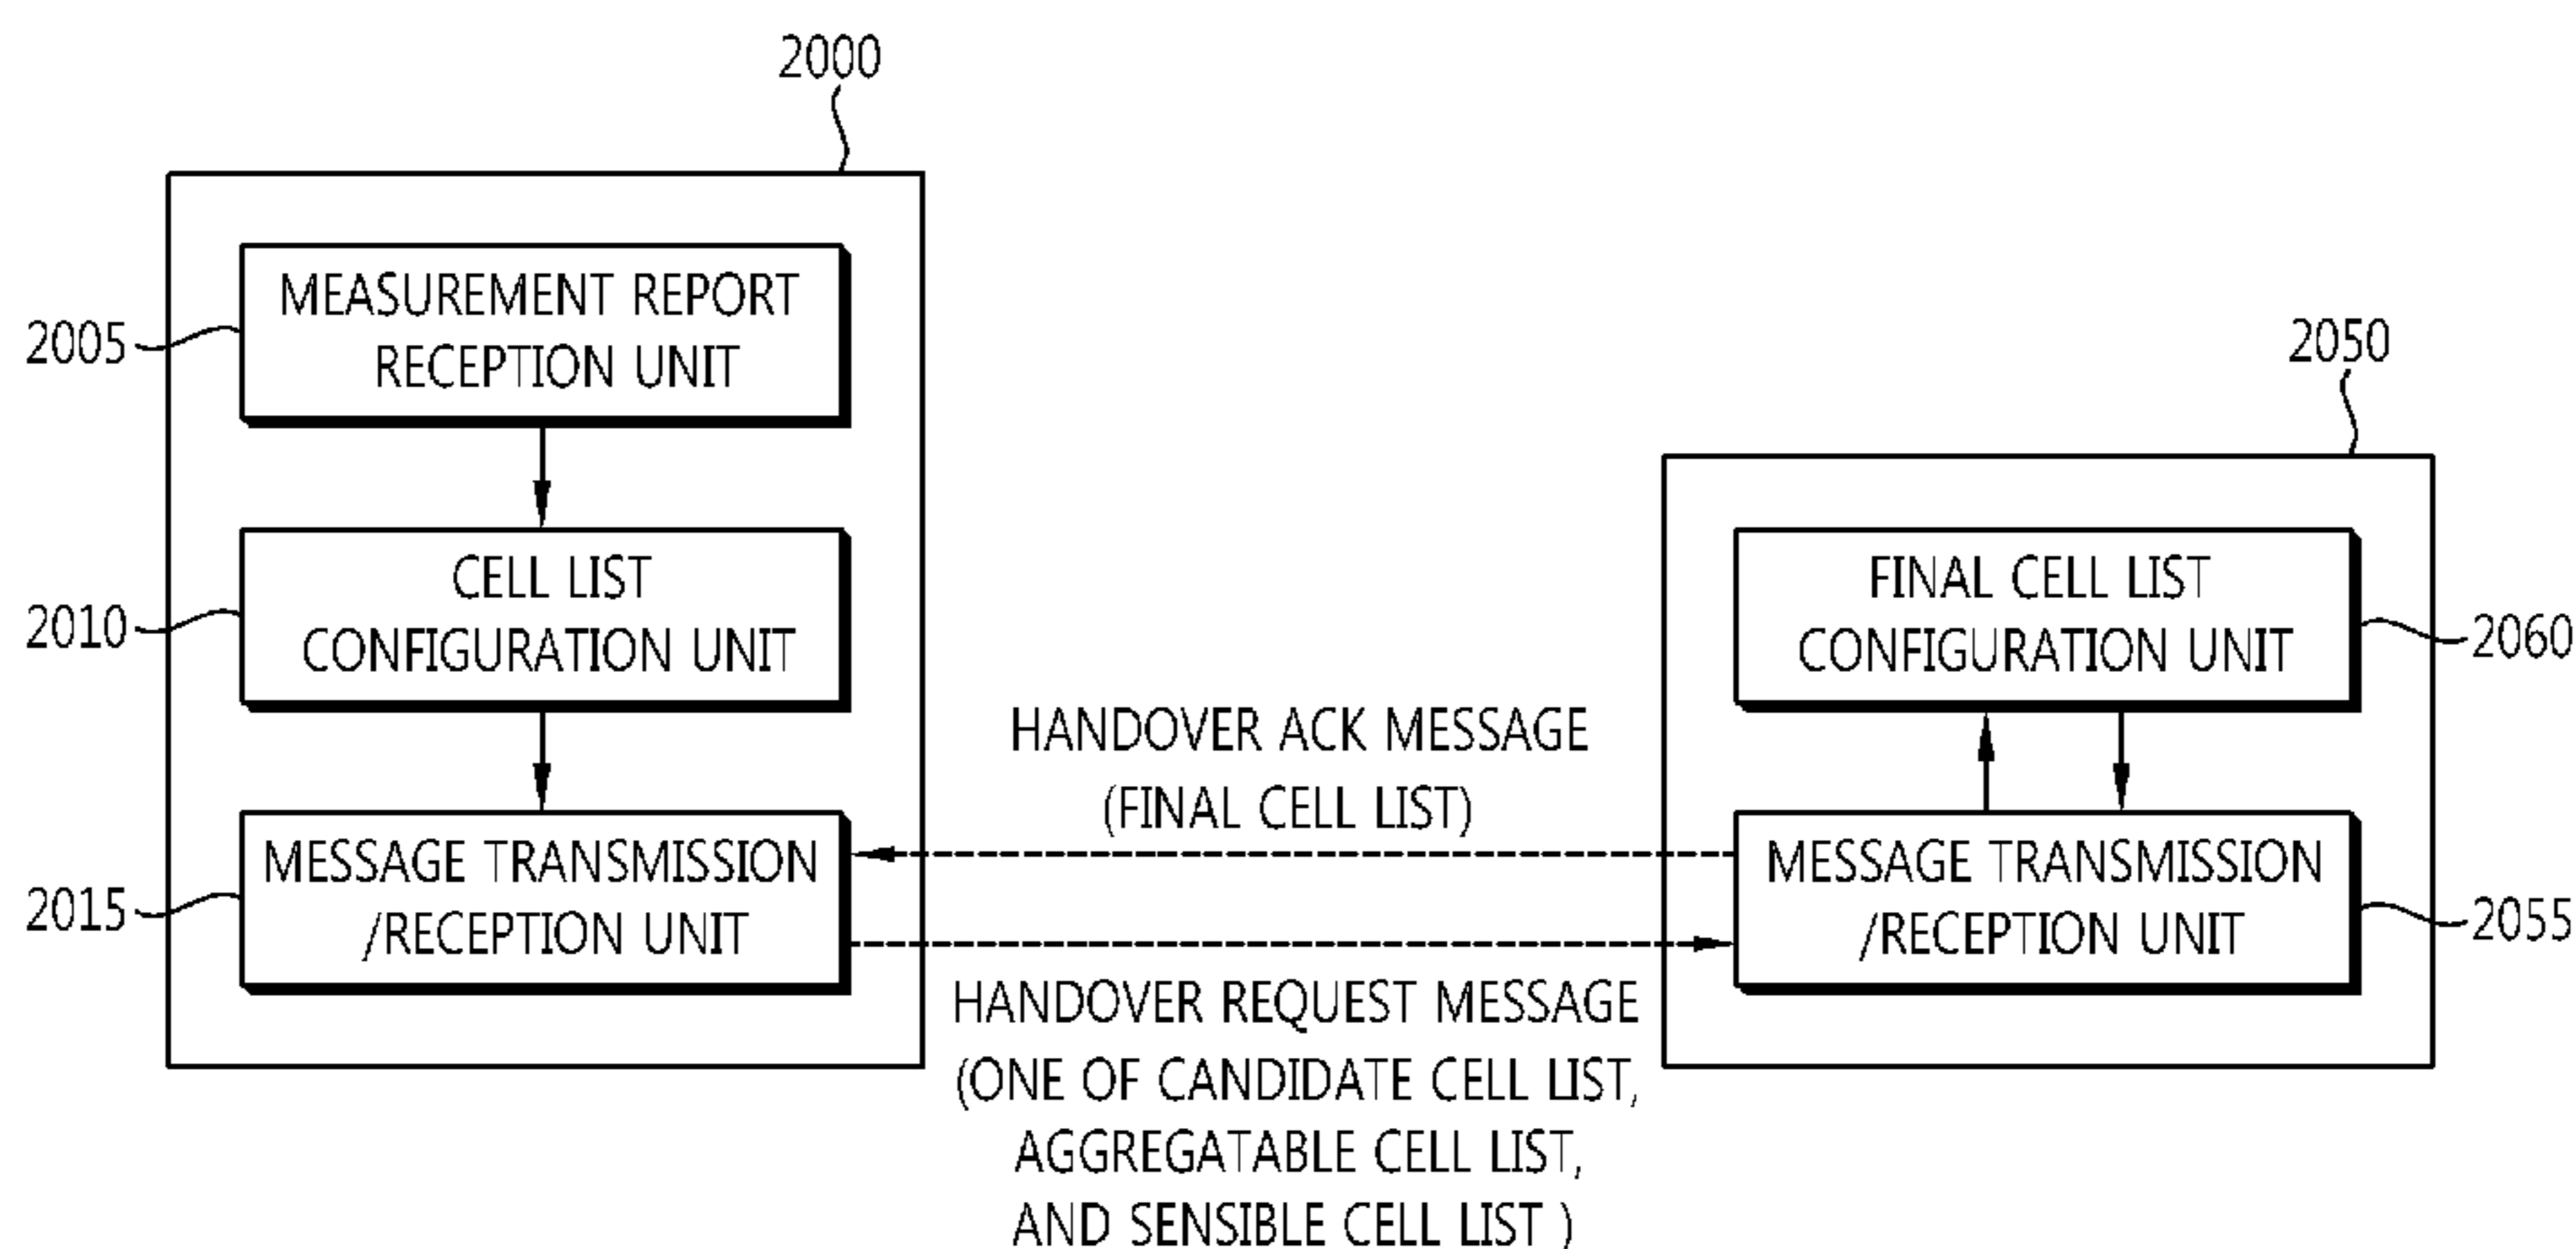 2000
MEASUREMENT REPORT
RECEPTION UNIT
2005
2050
CELL LIST
CONFIGURATION UNIT
2010
FINAL CELL LIST
CONFIGURATION UNIT
2060
HANDOVER ACK MESSAGE
(FINAL CELL LIST)
MESSAGE TRANSMISSION
/RECEPTION UNIT
2015
MESSAGE TRANSMISSION
/RECEPTION UNIT
2055
HANDOVER REQUEST MESSAGE
(ONE OF CANDIDATE CELL LIST,
AGGREGATABLE CELL LIST,
AND SENSIBLE CELL LIST )